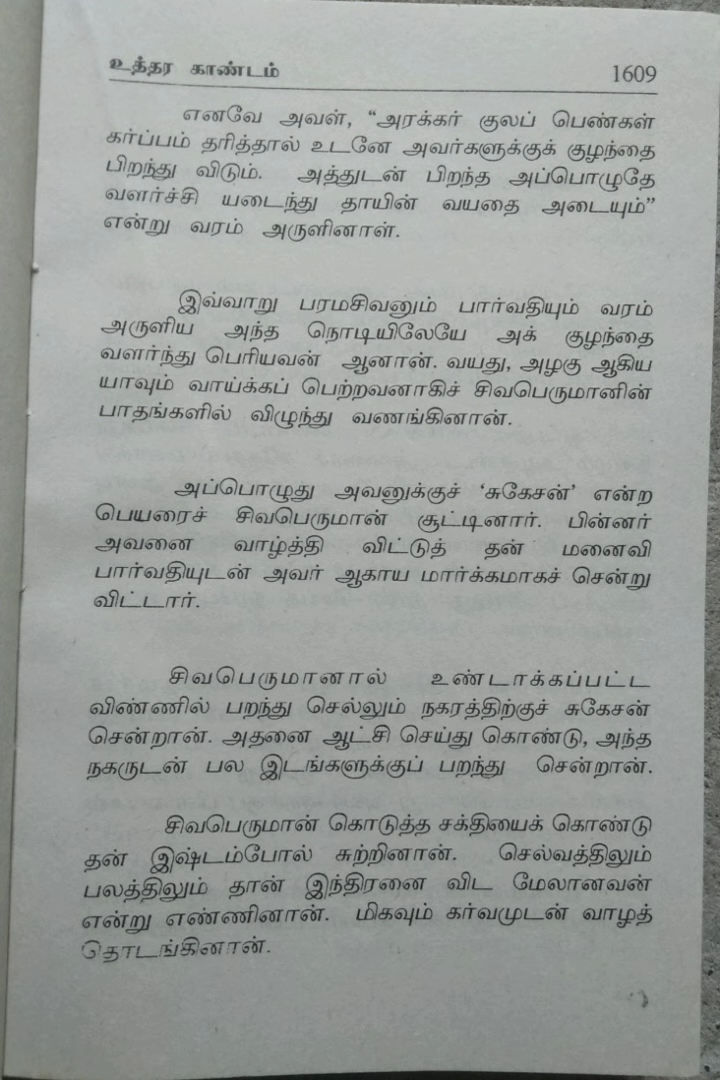 உத்தர காண்டம் 1609
எனவே அவள், “அரக்கர் குலப் பெண்கள்
கர்ப்பம் தரித்தால் உடனே அவர்களுக்குக் குழந்தை
பிறந்து விடும். அத்துடன் பிறந்த அப்பொழுதே
வளர்ச்சி யடைந்து தாயின் வயதை அடையும்”
என்று வரம் அருளினாள்.
இவ்வாறு பரமசிவனும் பார்வதியும் வரம்
அருளிய அந்த நொடியிலேயே அக் குழந்தை
வளர்ந்து பெரியவன் ஆனான். வயது, அழகு ஆகிய
யாவும் வாய்க்கப் பெற்றவனாகிச் சிவபெருமானின்
பாதங்களில் விழுந்து வணங்கினான்.
அப்பொழுது அவனுக்குச் ‘சுகேசன்’ என்ற
பெயரைச் சிவபெருமான் சூட்டினார். பின்னர்
அவனை வாழ்த்தி விட்டுத் தன் மனைவி
பார்வதியுடன் அவர் ஆகாய மார்க்கமாகச் சென்று
விட்டார்.
சிவபெருமானால் உண்டாக்கப்பட்ட
விண்ணில் பறந்து செல்லும் நகரத்திற்குச் சுகேசன்
சென்றான். அதனை ஆட்சி செய்து கொண்டு, அந்த
நகருடன் பல இடங்களுக்குப் பறந்து சென்றான்.
சிவபெருமான் கொடுத்த சக்தியைக் கொண்டு
தன் இஷ்டம்போல் சுற்றினான். செல்வத்திலும்
பலத்திலும் தான் இந்திரனை விட மேலானவன்
என்று எண்ணினான். மிகவும் கர்வமுடன் வாழத்
தொடங்கினான்.